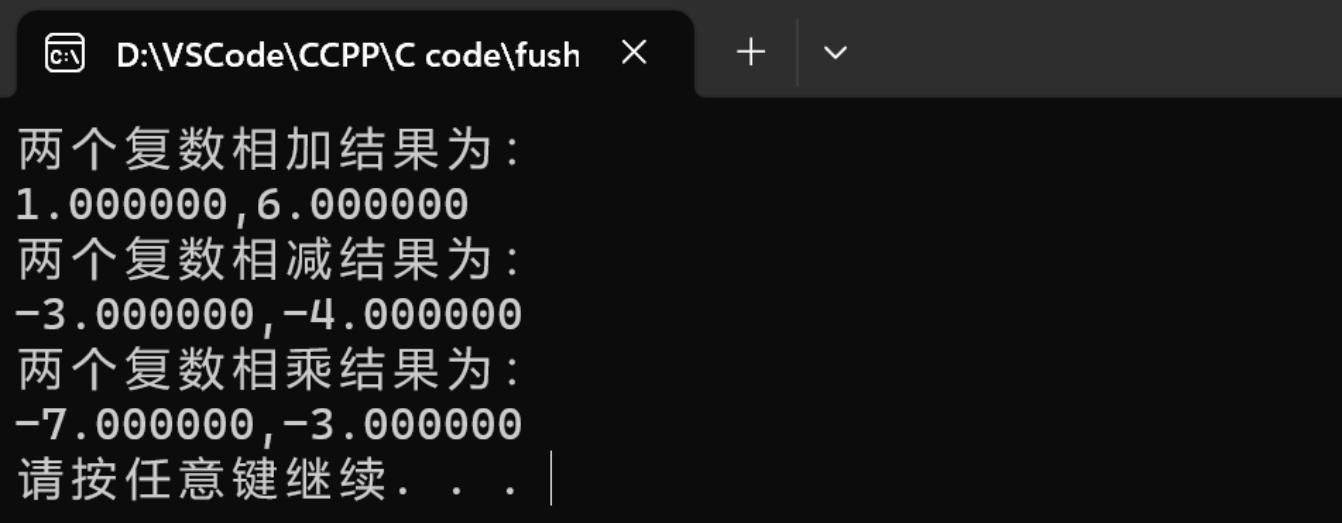 D:\VSCode\CCPP\C code\fush
两个复数相加结果为：
1.000000,6.000000
两个复数相减结果为：
-3.000000,-4.000000
两个复数相乘结果为：
-7.000000,-3.000000
请按任意键继续. . .